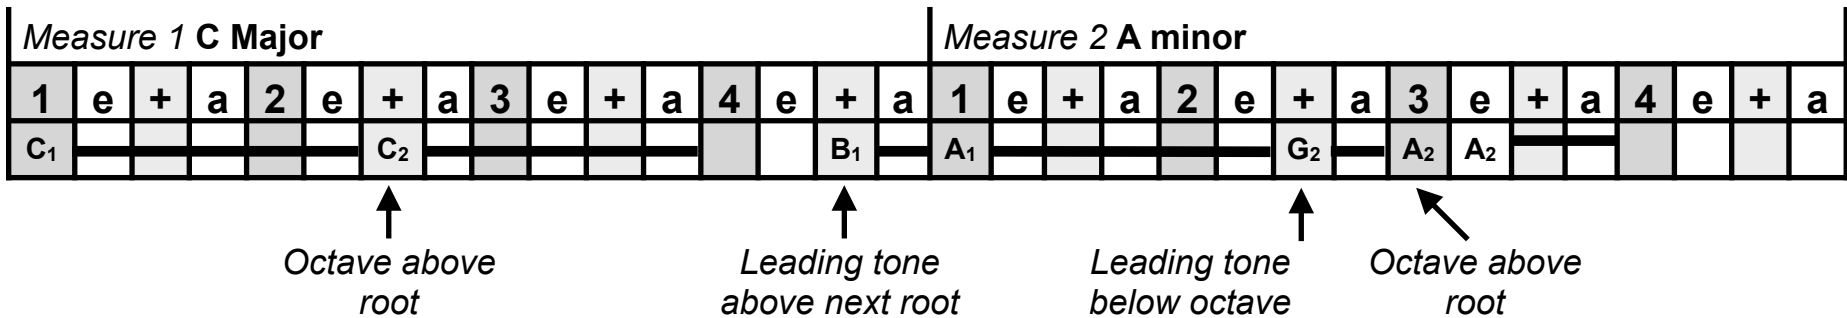 Measure 1 C Major Measure 2 A minor
1 e + a 2 e + a 3 e + a 4 e + a 1 e + a 2 e + a 3 e + a 4 e + a
C1 C2 B1 A1 G2 A2 A2
Octave above root
Leading tone above next root
Leading tone below octave
Octave above root